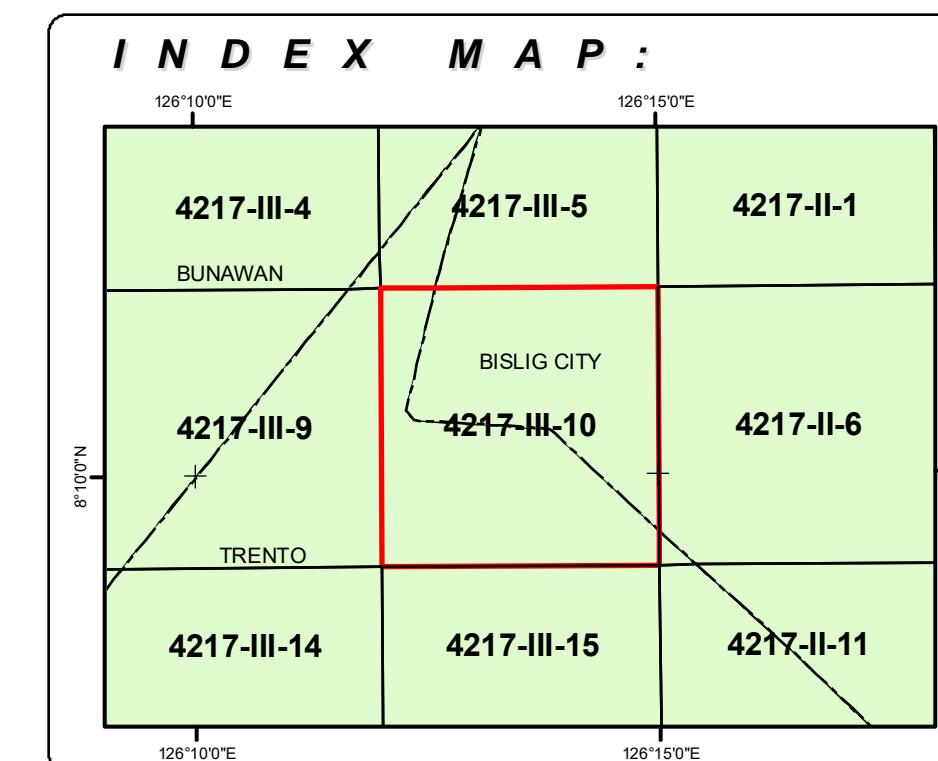 INDEX MAP:
126°10'0"E 126°15'0"E
4217-III-4 4217-III-5 4217-II-1
BUNAWAN
BISLIG CITY
4217-III-9 4217-III-10 4217-II-6
8°10'0"N
TRENTO
4217-III-14 4217-III-15 4217-II-11
126°10'0"E 126°15'0"E